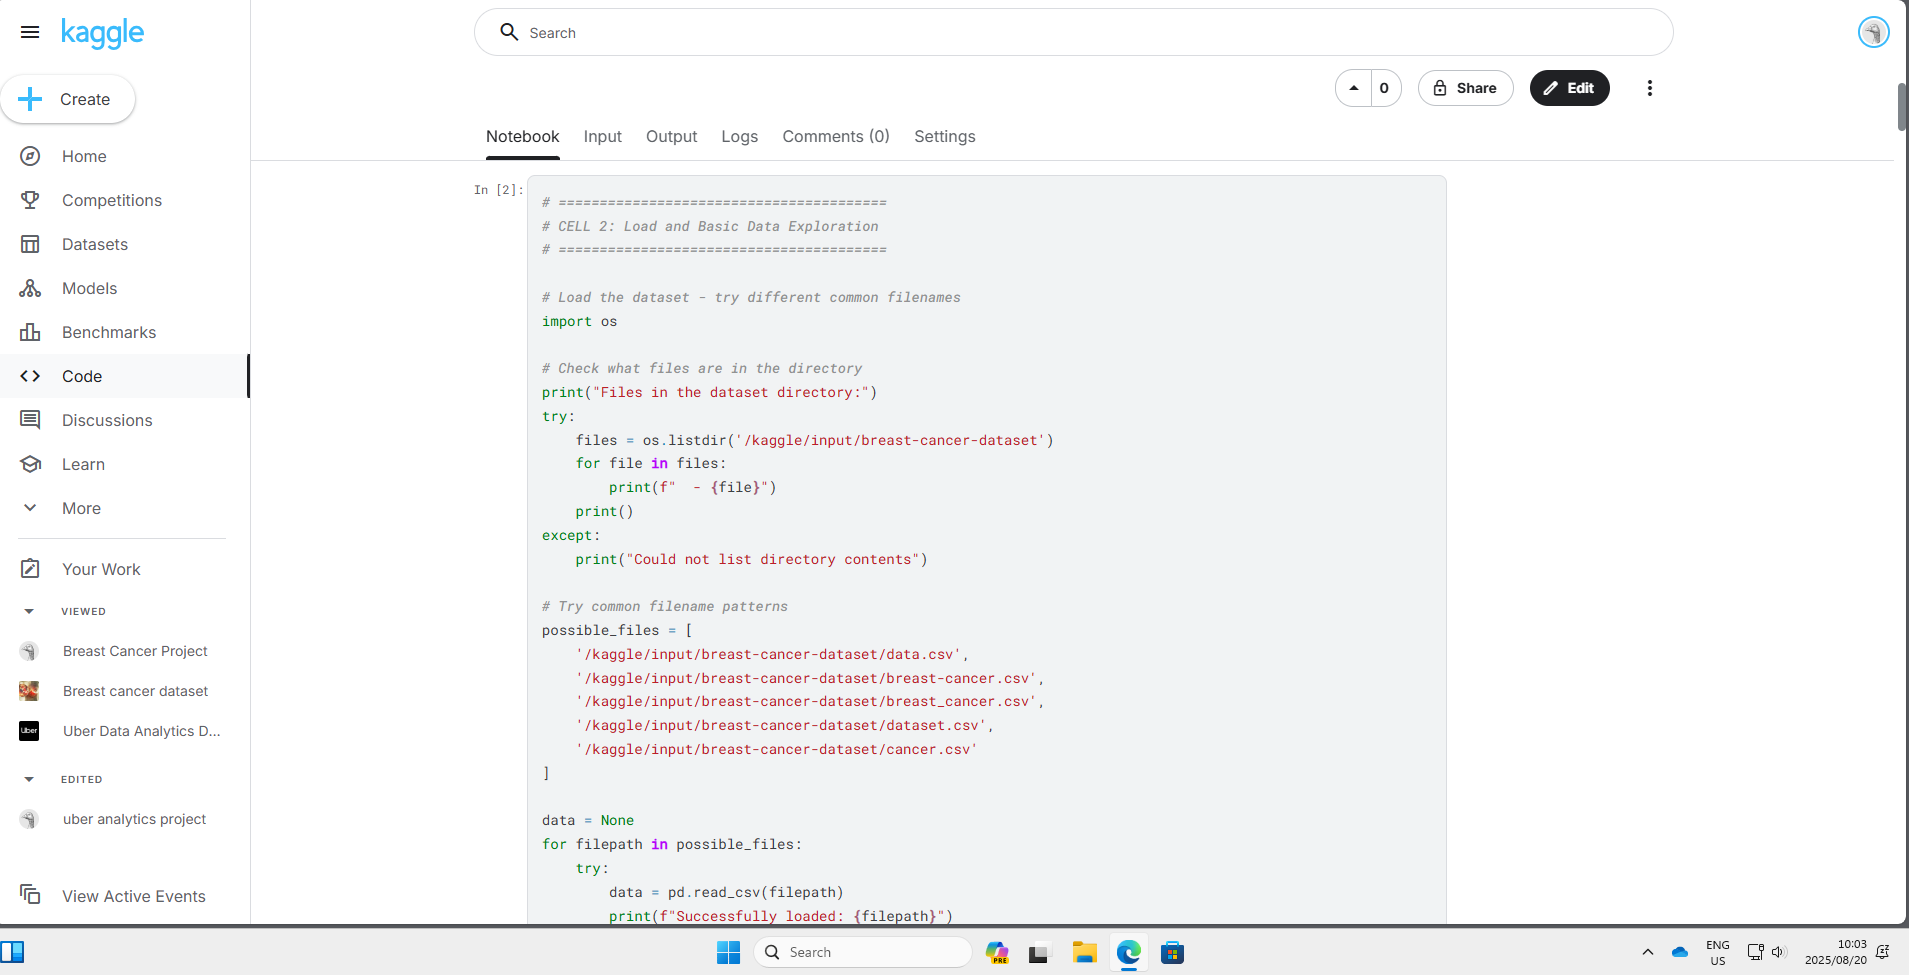 kaggle
Search
Create
0
Share
Edit
Home
Competitions
Datasets
Models
Benchmarks
Code
Discussions
Learn
More
Your Work
VIEWED
Breast Cancer Project
Breast cancer dataset
Uber
Uber Data Analytics D...
EDITED
uber analytics project
View Active Events
Notebook Input Output Logs Comments (0) Settings
In [2]:
# =======================================
# CELL 2: Load and Basic Data Exploration
# =======================================
# Load the dataset - try different common filenames
import os
# Check what files are in the directory
print("Files in the dataset directory:")
try:
    files = os.listdir('/kaggle/input/breast-cancer-dataset')
    for file in files:
        print(f"  - {file}")
    print()
except:
    print("Could not list directory contents")
# Try common filename patterns
possible_files = [
    '/kaggle/input/breast-cancer-dataset/data.csv',
    '/kaggle/input/breast-cancer-dataset/breast-cancer.csv',
    '/kaggle/input/breast-cancer-dataset/breast_cancer.csv',
    '/kaggle/input/breast-cancer-dataset/dataset.csv',
    '/kaggle/input/breast-cancer-dataset/cancer.csv'
]
data = None
for filepath in possible_files:
    try:
        data = pd.read_csv(filepath)
        print(f"Successfully loaded: {filepath}")
Search
PRE
ENG
US
10:03
2025/08/20